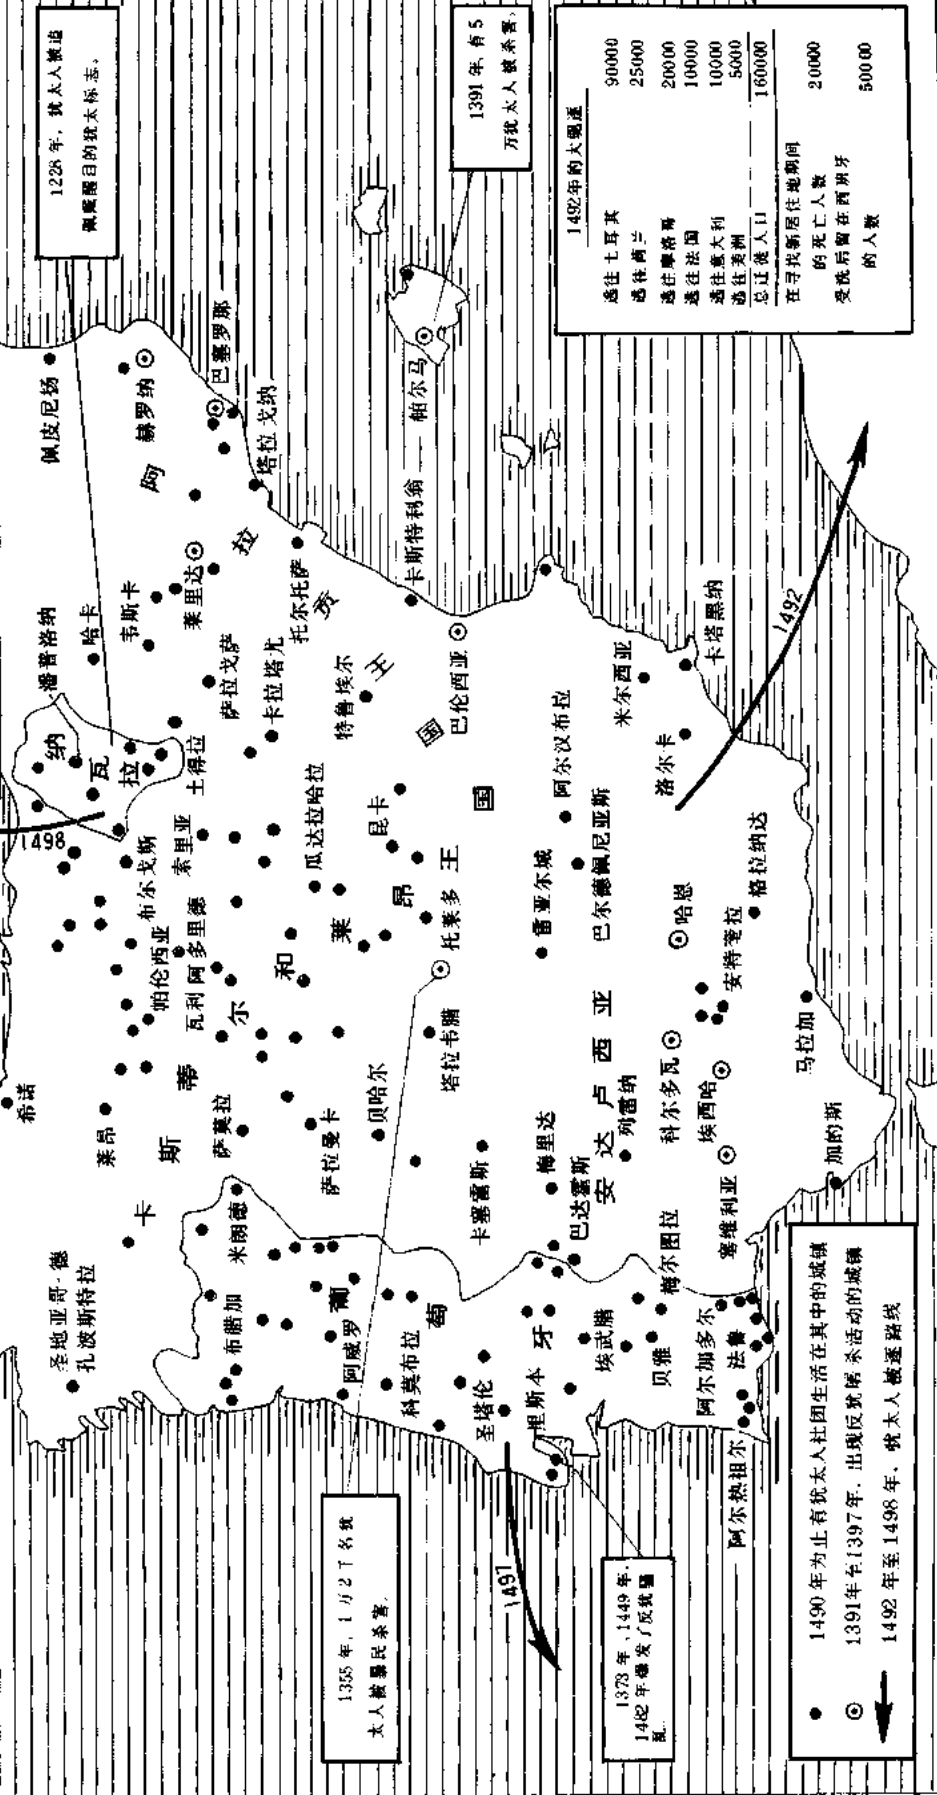 1228年，犹太人被迫
佩戴醒目的犹太标志。
1391年，有5
万犹太人被杀害，
1492年的大驱逐
逃往土耳其 90000
逃往荷兰 25000
逃往摩洛哥 20000
逃往法国 10000
逃往意大利 10000
逃往美洲 5000
总迁徙人口 160000
在寻找新居住地期间
的死亡人数 20000
受洗后留在西班牙
的人数 50000
1355年，1万2千名犹
太人被暴民杀害。
1373年、1449年、
1482年爆发了反犹骚
乱
1490年为止有犹太人社团生活在其中的城镇
1391年至1397年，出现反犹屠杀活动的城镇
1492年至1498年，犹太人被逐路线
希诺
圣地亚哥-德
孔波斯特拉
莱昂
卡斯蒂尔和莱昂王国
帕伦西亚
布尔戈斯
瓦利阿多里德
索里亚
土得拉
1498
纳瓦拉
潘普洛纳
哈卡
韦斯卡
佩皮尼扬
赫罗纳
巴塞罗那
塔拉戈纳
莱里达
阿拉贡王国
萨拉戈萨
卡拉塔尤
托尔托萨
特鲁埃尔
卡斯特利翁
帕尔马
巴伦西亚
萨莫拉
萨拉曼卡
贝哈尔
瓜达拉哈拉
昆卡
托莱多
塔拉韦腊
卡塞雷斯
梅里达
巴达霍斯
雷亚尔城
巴尔德佩尼亚斯
阿尔汉布拉
米尔西亚
卡塔黑纳
洛尔卡
1492
安达卢西亚
列雷纳
科尔多瓦
哈恩
埃西哈
安特奎拉
格拉纳达
马拉加
塞维利亚
加的斯
米朗德
布腊加
阿威罗
科莫布拉
葡萄牙
圣塔伦
里斯本
埃武腊
梅尔图拉
贝雅
阿尔加多尔
法鲁
阿尔热祖尔
1497